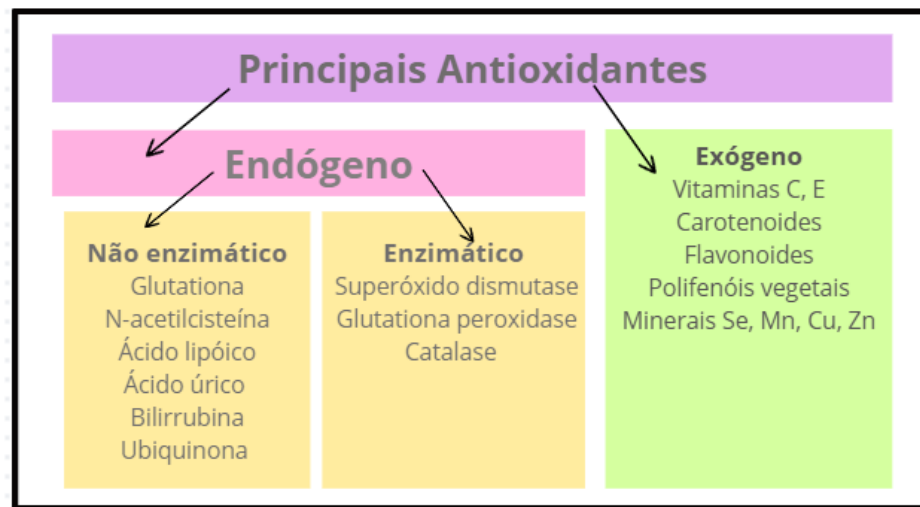 Principais Antioxidantes
Endógeno
Não enzimático
Glutationa
N-acetilcisteína
Ácido lipóico
Ácido úrico
Bilirrubina
Ubiquinona
Enzimático
Superóxido dismutase
Glutationa peroxidase
Catalase
Exógeno
Vitaminas C, E
Carotenoides
Flavonoides
Polifenóis vegetais
Minerais Se, Mn, Cu, Zn